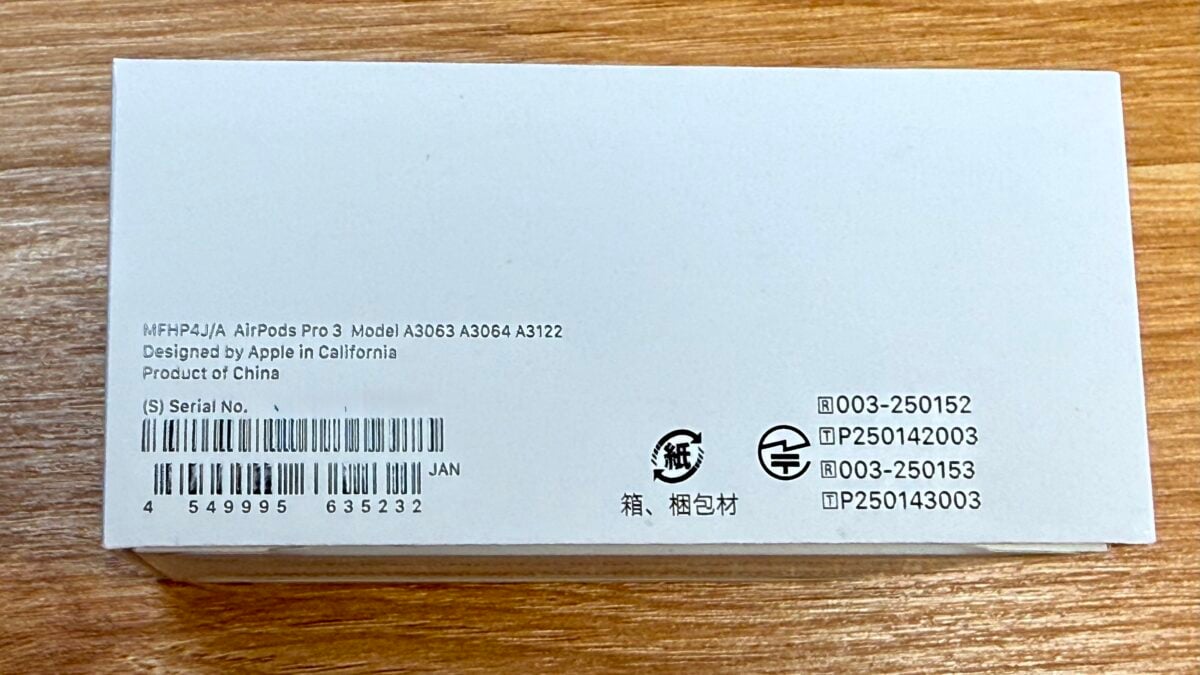 MFHP4J/A AirPods Pro 3 Model A3063 A3064 A3122
Designed by Apple in California
Product of China
(S) Serial No.
JAN
4 549995 635232
紙
箱、梱包材
R003-250152
TP250142003
R003-250153
TP250143003